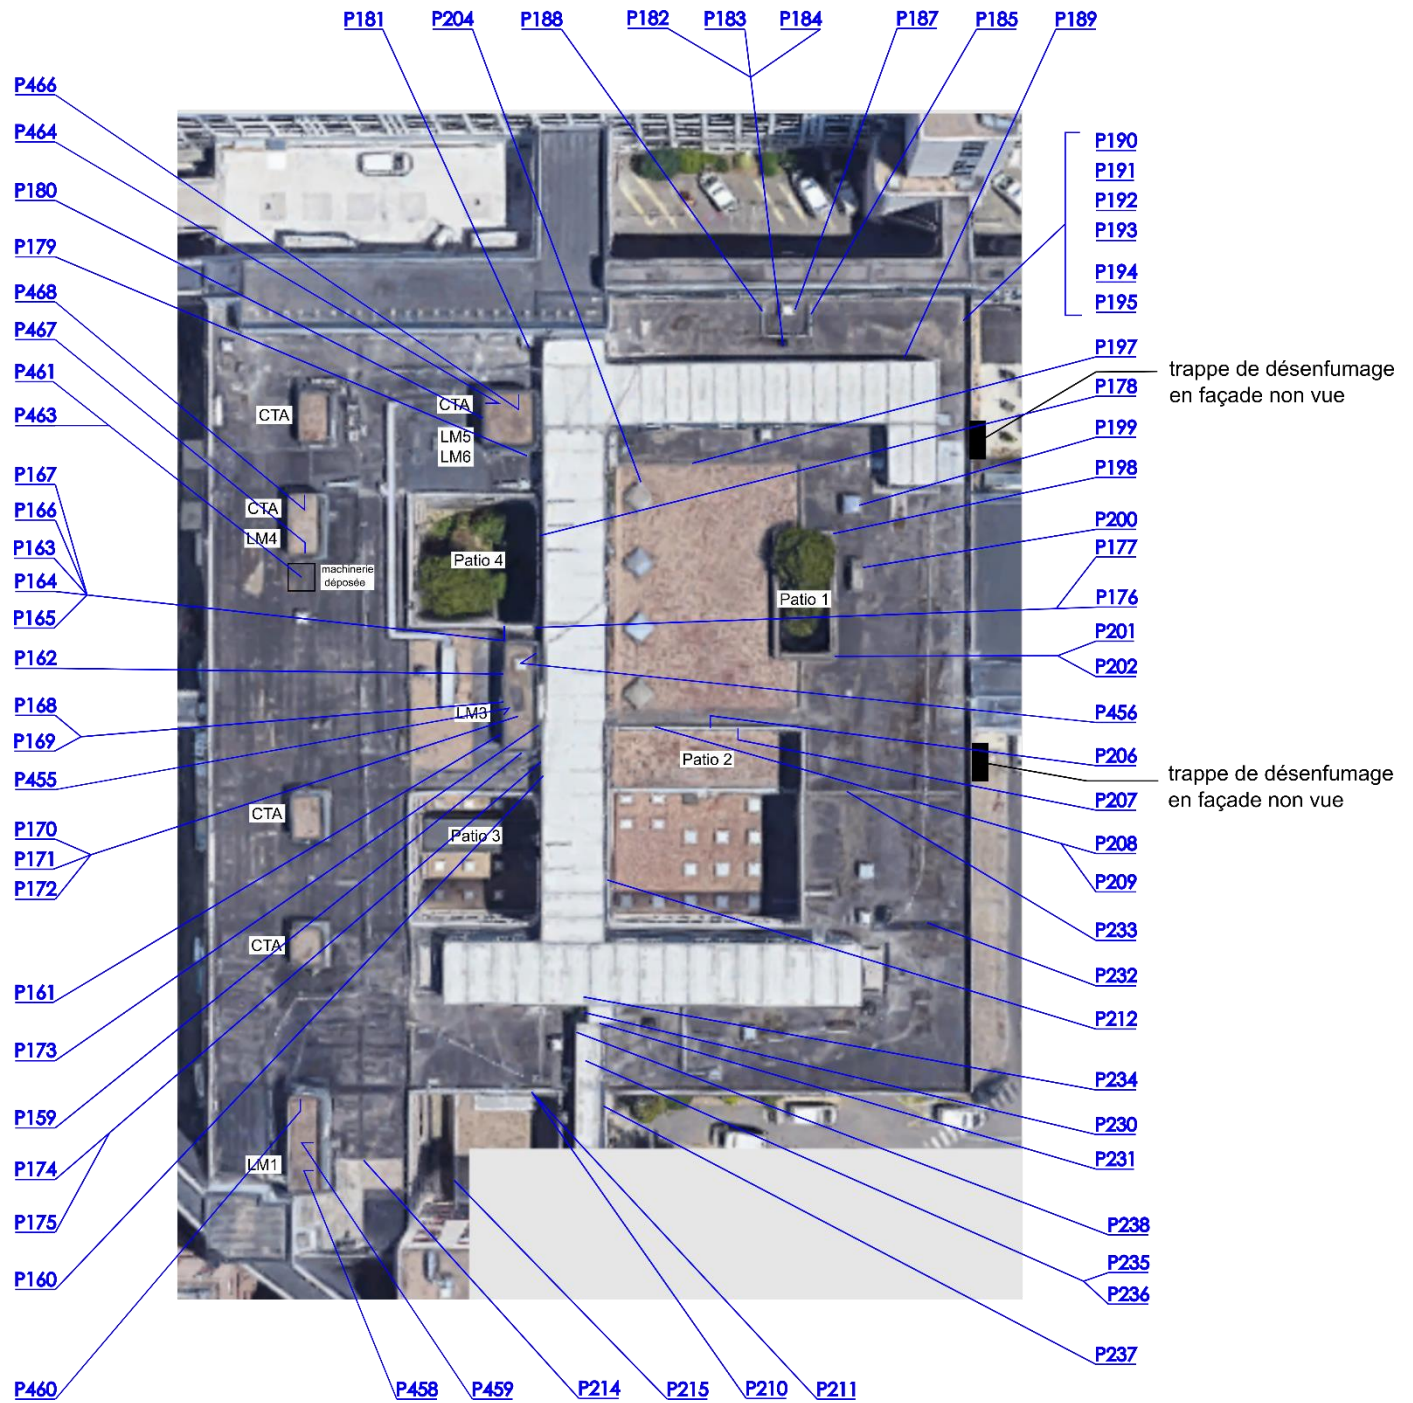 P181 P204 P188 P182 P183 P184 P187 P185 P189
P466
P464
P180
P179
P468
P467
P461
P463
P167
P166
P163
P164
P165
P162
P168
P169
P455
P170
P171
P172
P161
P173
P159
P174
P175
P160
P460
P190
P191
P192
P193
P194
P195
P197
P178
P199
P198
P200
P177
P176
P201
P202
P456
P206
P207
P208
P209
P233
P232
P212
P234
P230
P231
P238
P235
P236
P237
P458 P459 P214 P215 P210 P211
trappe de désenfumage
en façade non vue
trappe de désenfumage
en façade non vue
CTA
CTA
LM5
LM6
CTA
LM4
machinerie
déposée
Patio 4
Patio 1
LM3
Patio 2
CTA
Patio 3
CTA
LM1